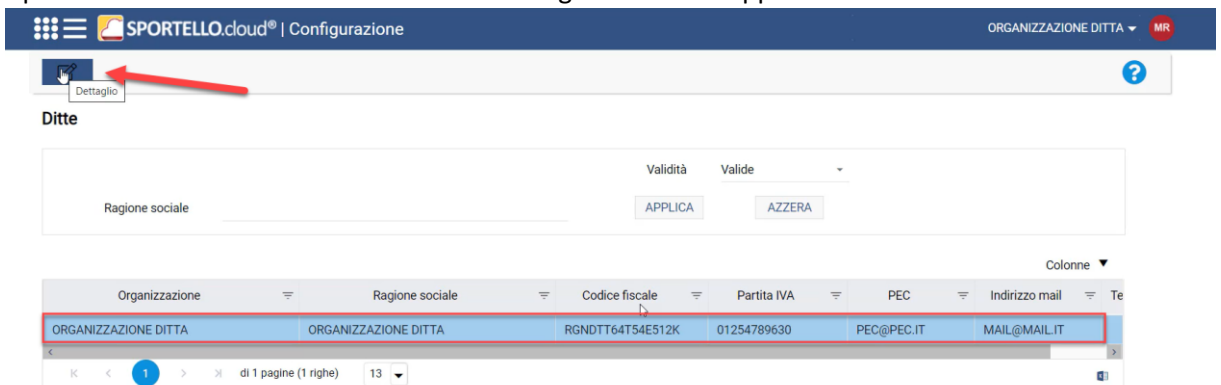 SPORTELLO.cloud® | Configurazione ORGANIZZAZIONE DITTA MR
?
Dettaglio
Ditte
Validità Valide
Ragione sociale APPLICA AZZERA
Colonne
Organizzazione Ragione sociale Codice fiscale Partita IVA PEC Indirizzo mail Te
ORGANIZZAZIONE DITTA ORGANIZZAZIONE DITTA RGNDTT64T54E512K 01254789630 PEC@PEC.IT MAIL@MAIL.IT
1 di 1 pagine (1 righe) 13